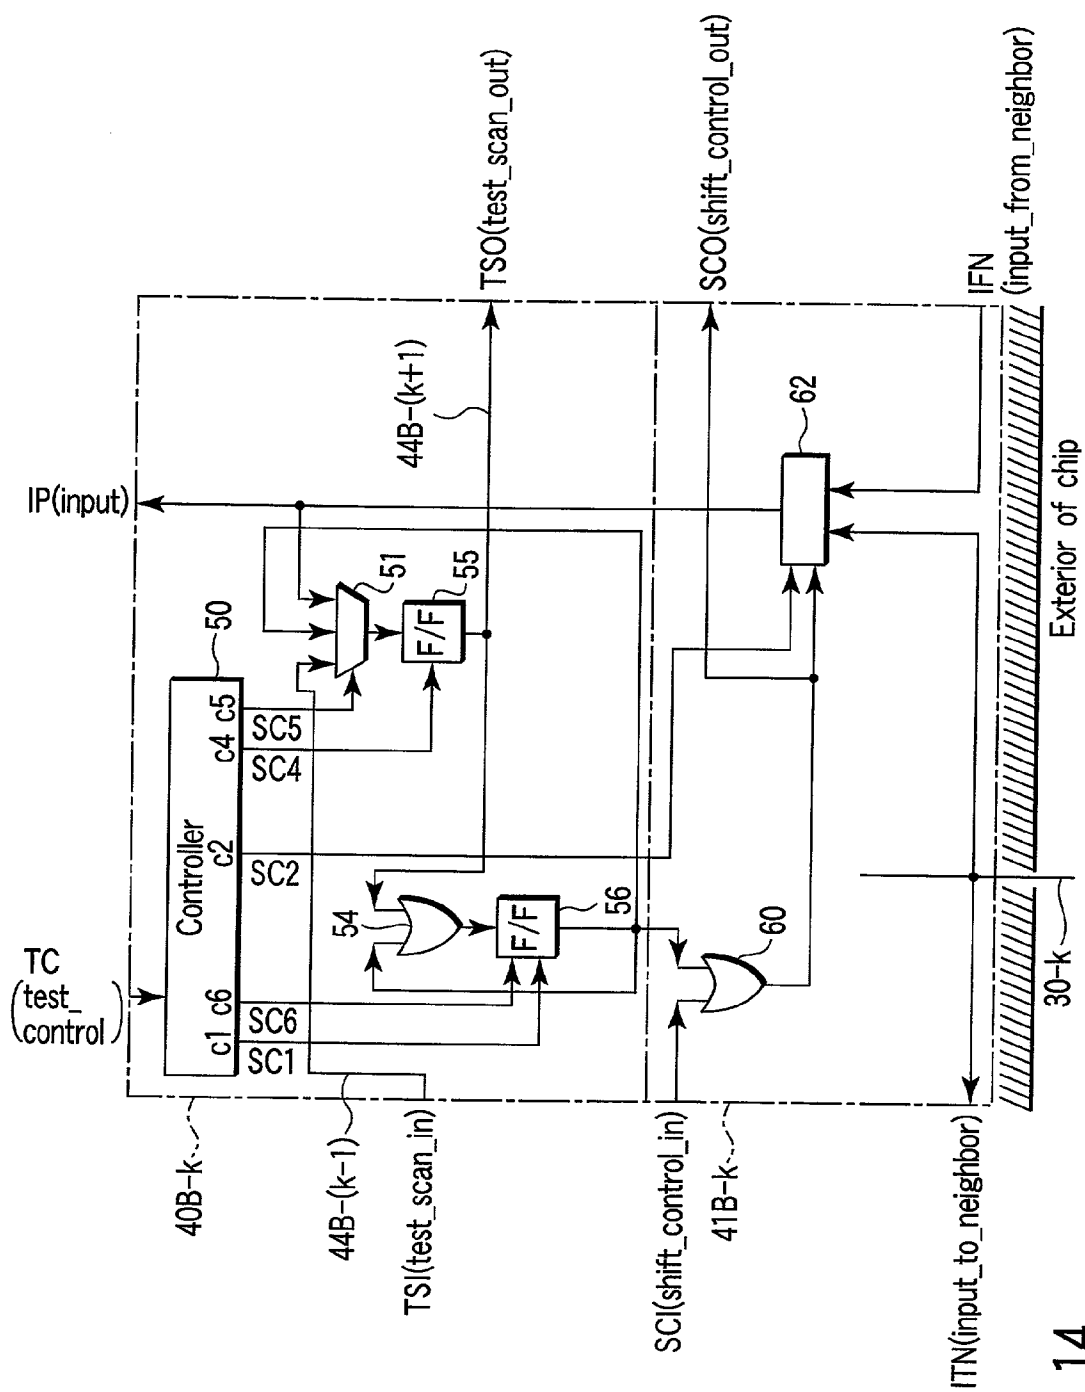 TC
(test_
control)
IP(input)
40B-k
50
Controller
c1
c6
c2
c4
c5
SC1
SC6
SC2
SC4
SC5
51
44B-(k-1)
TSI(test_scan_in)
54
F/F
56
F/F
55
44B-(k+1)
TSO(test_scan_out)
SCI(shift_control_in)
41B-k
60
62
SCO(shift_control_out)
ITN(input_to_neighbor)
IFN
(input_from_neighbor)
30-k
Exterior of chip
14